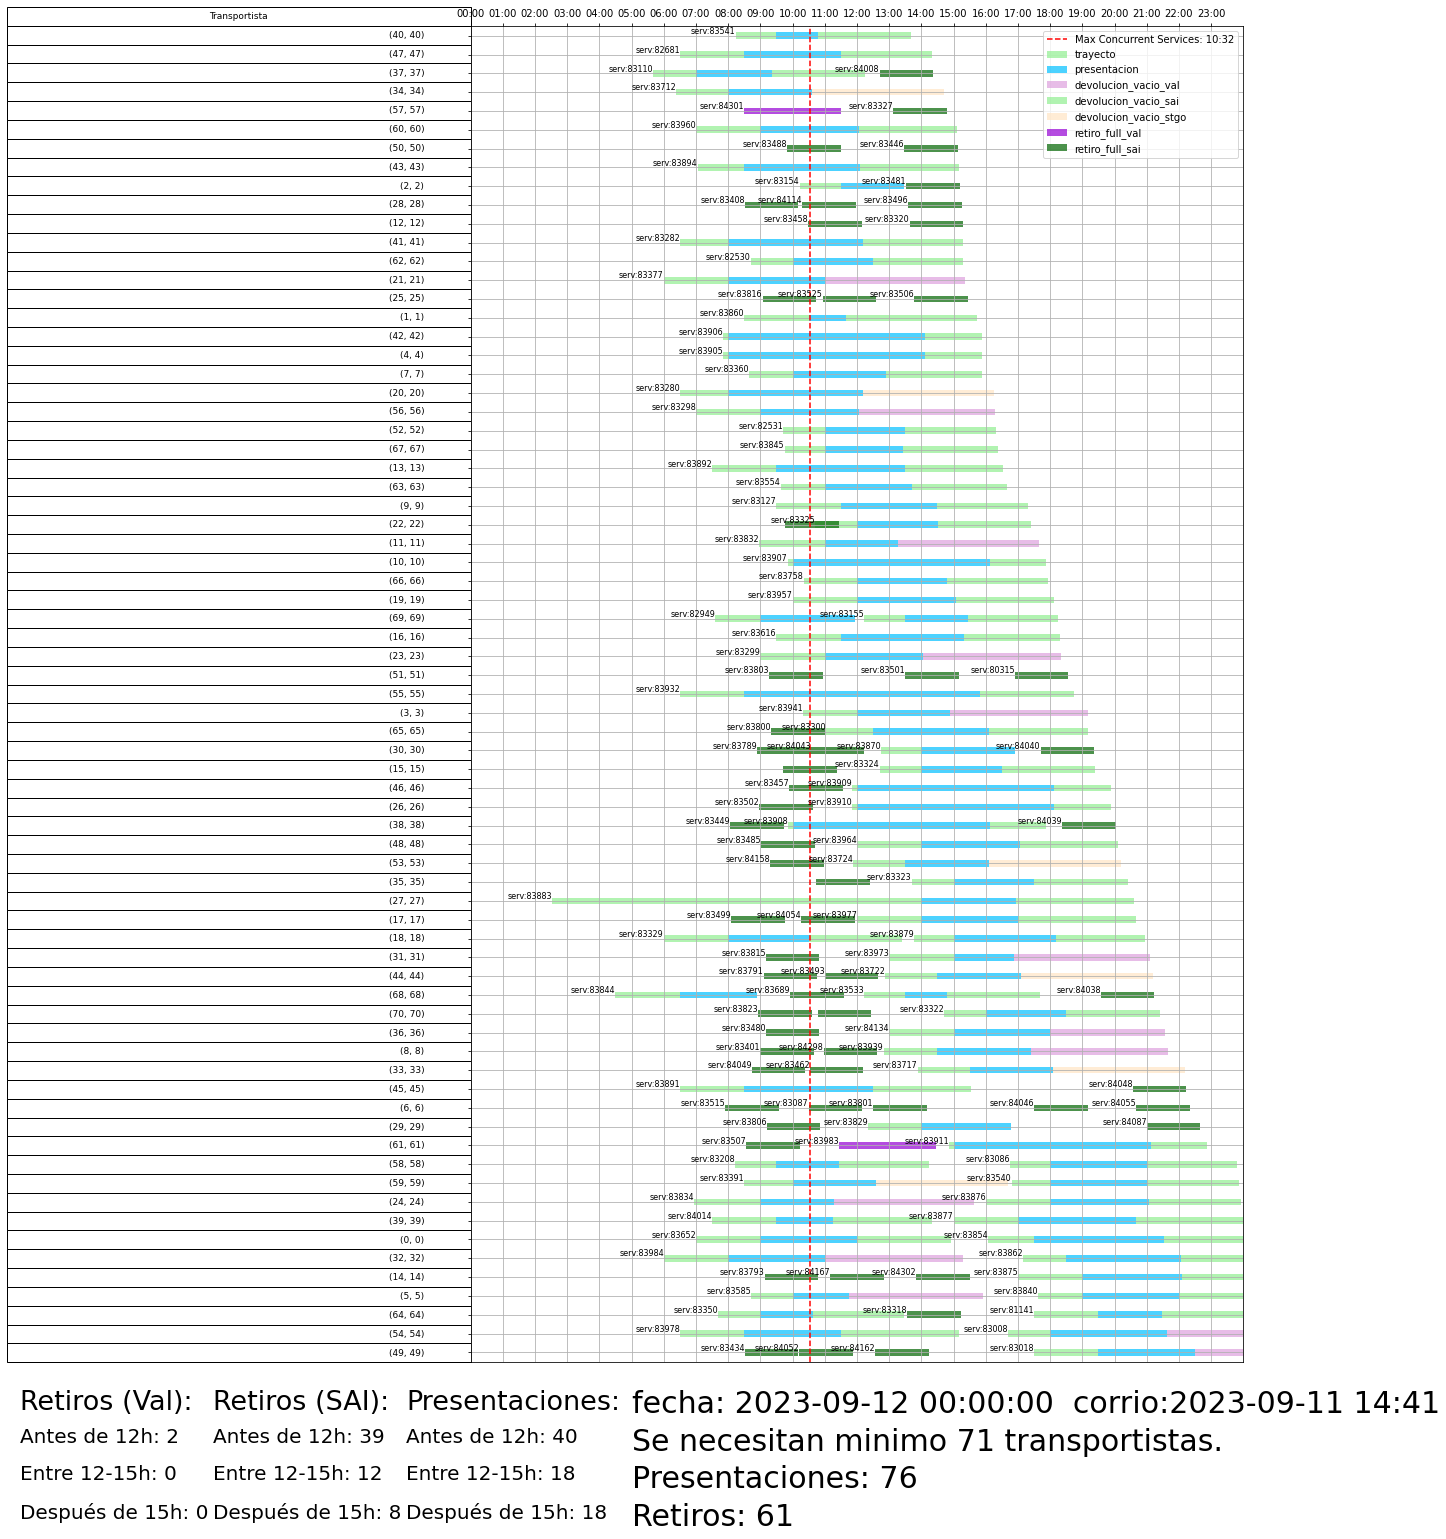 Transportista
00:00 01:00 02:00 03:00 04:00 05:00 06:00 07:00 08:00 09:00 10:00 11:00 12:00 13:00 14:00 15:00 16:00 17:00 18:00 19:00 20:00 21:00 22:00 23:00
Max Concurrent Services: 10:32
trayecto
presentacion
devolucion_vacio_val
devolucion_vacio_sai
devolucion_vacio_stgo
retiro_full_val
retiro_full_sai
(40, 40) serv:83541
(47, 47) serv:82681
(37, 37) serv:83110 serv:84008
(34, 34) serv:83712
(57, 57) serv:84301 serv:83327
(60, 60) serv:83960
(50, 50) serv:83488 serv:83446
(43, 43) serv:83894
(2, 2) serv:83154 serv:83481
(28, 28) serv:83408 serv:84114 serv:83496
(12, 12) serv:83458 serv:83320
(41, 41) serv:83282
(62, 62) serv:82530
(21, 21) serv:83377
(25, 25) serv:83816 serv:83525 serv:83506
(1, 1) serv:83860
(42, 42) serv:83906
(4, 4) serv:83905
(7, 7) serv:83360
(20, 20) serv:83280
(56, 56) serv:83298
(52, 52) serv:82531
(67, 67) serv:83845
(13, 13) serv:83892
(63, 63) serv:83554
(9, 9) serv:83127
(22, 22) serv:83325
(11, 11) serv:83832
(10, 10) serv:83907
(66, 66) serv:83758
(19, 19) serv:83957
(69, 69) serv:82949 serv:83155
(16, 16) serv:83616
(23, 23) serv:83299
(51, 51) serv:83803 serv:83501 serv:80315
(55, 55) serv:83932
(3, 3) serv:83941
(65, 65) serv:83800 serv:83300
(30, 30) serv:83789 serv:84043 serv:83870 serv:84040
(15, 15) serv:83324
(46, 46) serv:83457 serv:83909
(26, 26) serv:83502 serv:83910
(38, 38) serv:83449 serv:83908 serv:84039
(48, 48) serv:83485 serv:83964
(53, 53) serv:84158 serv:83724
(35, 35) serv:83323
(27, 27) serv:83883
(17, 17) serv:83499 serv:84054 serv:83977
(18, 18) serv:83329 serv:83879
(31, 31) serv:83815 serv:83973
(44, 44) serv:83791 serv:83493 serv:83722
(68, 68) serv:83844 serv:83689 serv:83533 serv:84038
(70, 70) serv:83823 serv:83322
(36, 36) serv:83480 serv:84134
(8, 8) serv:83401 serv:84298 serv:83939
(33, 33) serv:84049 serv:83462 serv:83717
(45, 45) serv:83891 serv:84048
(6, 6) serv:83515 serv:83087 serv:83801 serv:84046 serv:84055
(29, 29) serv:83806 serv:83829 serv:84087
(61, 61) serv:83507 serv:83983 serv:83911
(58, 58) serv:83208 serv:83086
(59, 59) serv:83391 serv:83540
(24, 24) serv:83834 serv:83876
(39, 39) serv:84014 serv:83877
(0, 0) serv:83652 serv:83854
(32, 32) serv:83984 serv:83862
(14, 14) serv:83793 serv:84167 serv:84302 serv:83875
(5, 5) serv:83585 serv:83840
(64, 64) serv:83350 serv:83318 serv:81141
(54, 54) serv:83978 serv:83008
(49, 49) serv:83434 serv:84052 serv:84162 serv:83018
Retiros (Val): Retiros (SAI): Presentaciones: fecha: 2023-09-12 00:00:00 corrio:2023-09-11 14:41
Antes de 12h: 2 Antes de 12h: 39 Antes de 12h: 40 Se necesitan minimo 71 transportistas.
Entre 12-15h: 0 Entre 12-15h: 12 Entre 12-15h: 18 Presentaciones: 76
Después de 15h: 0 Después de 15h: 8 Después de 15h: 18 Retiros: 61